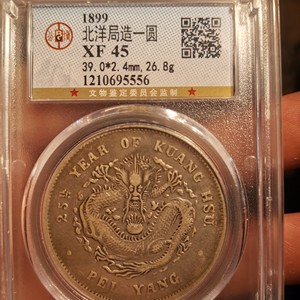 1899
北洋局造一圆
XF 45
39.0*2.4mm, 26.8g
1210695556
★ 文物鉴定委员会监制 ★
25TH YEAR OF KUANG HSU
PEI YANG